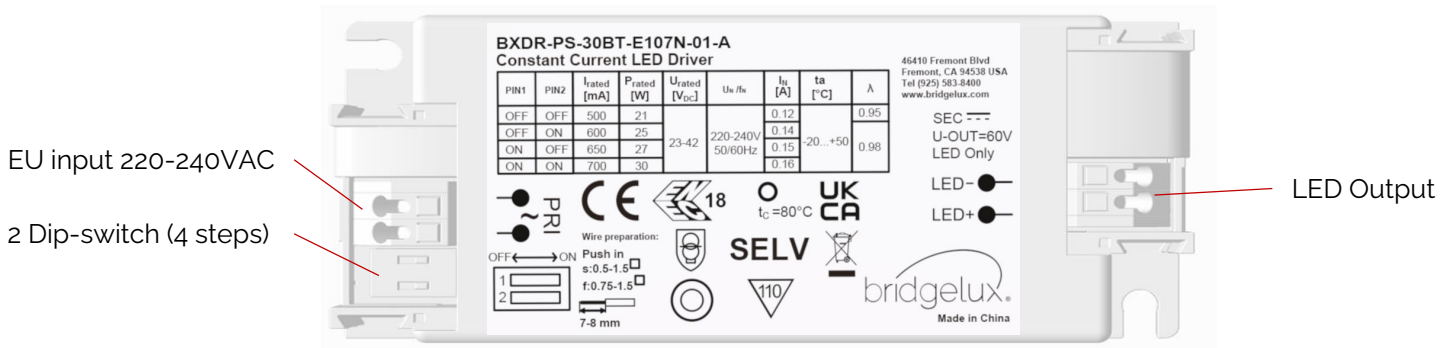 BXDR-PS-30BT-E107N-01-A
Constant Current LED Driver
46410 Fremont Blvd
Fremont, CA 94538 USA
Tel (925) 583-8400
www.bridgelux.com
PIN1 PIN2 Irated [mA] Prated [W] Urated [VDC] UN /fN IN [A] ta [°C] λ
OFF OFF 500 21 23-42 220-240V 50/60Hz 0.12 -20...+50 0.95
OFF ON 600 25 0.14 0.98
ON OFF 650 27 0.15
ON ON 700 30 0.16
SEC
U-OUT=60V
LED Only
LED-
LED+
EU input 220-240VAC
2 Dip-switch (4 steps)
LED Output
~
PRI
CE
18
tc =80°C
UK
CA
Wire preparation:
Push in
s:0.5-1.5
f:0.75-1.5
7-8 mm
OFF ON
1
2
SELV
110
bridgelux.
Made in China